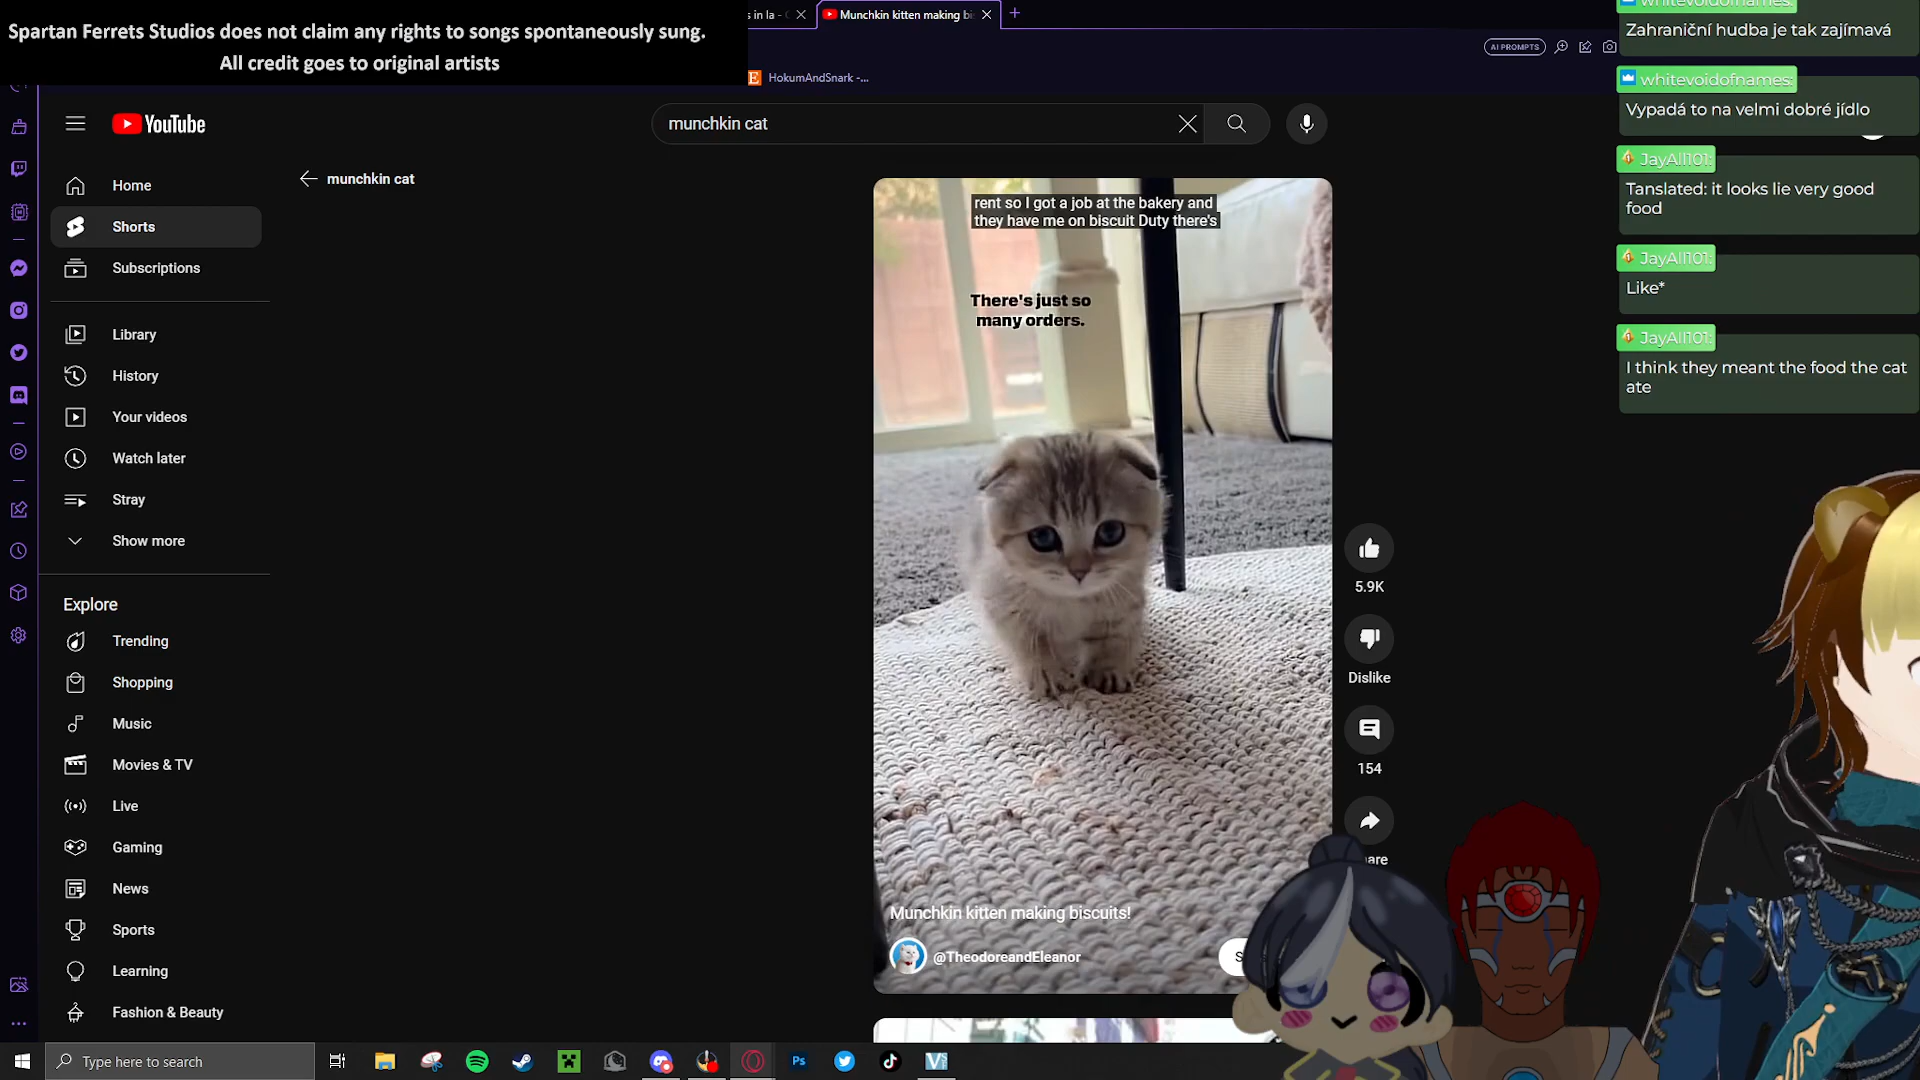 Spartan Ferrets Studios does not claim any rights to songs spontaneously sung.
All credit goes to original artists
s in la -
Munchkin kitten making bi
AI PROMPTS
HokumAndSnark -...
YouTube
munchkin cat
Home
Shorts
Subscriptions
Library
History
Your videos
Watch later
Stray
Show more
Explore
Trending
Shopping
Music
Movies & TV
Live
Gaming
News
Sports
Learning
Fashion & Beauty
munchkin cat
rent so I got a job at the bakery and
they have me on biscuit Duty there's
There's just so
many orders.
5.9K
Dislike
154
Munchkin kitten making biscuits!
@TheodoreandEleanor
whitevoidofnames:
Zahraniční hudba je tak zajímavá
whitevoidofnames:
Vypadá to na velmi dobré jídlo
JayAll101:
Tanslated: it looks lie very good
food
JayAll101:
Like*
JayAll101:
I think they meant the food the cat
ate
Type here to search
Ps